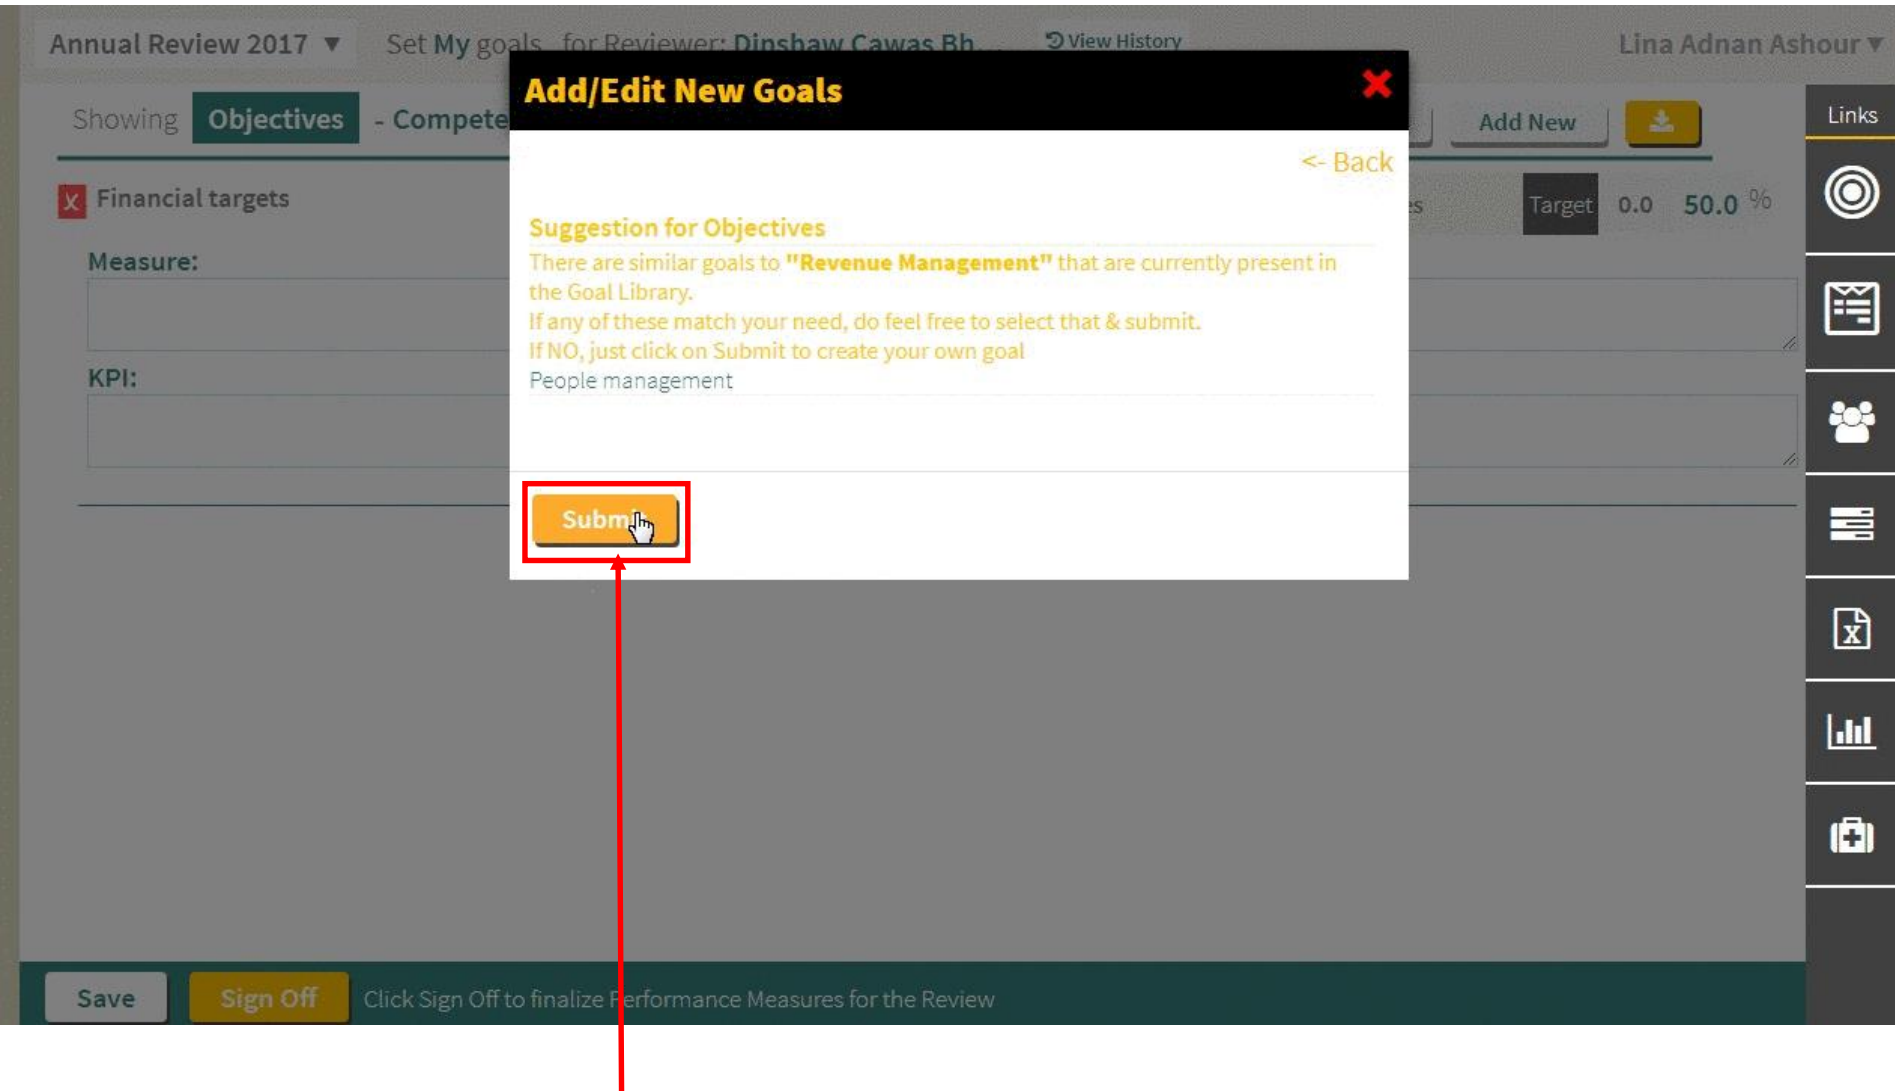 Annual Review 2017 ▼ Set My goals for Reviewer: Dinshaw Cawas Bh... View History Lina Adnan Ashour ▼
Add/Edit New Goals
Showing Objectives - Compete Add New Links
<- Back
X Financial targets Target 0.0 50.0 %
Suggestion for Objectives
Measure:
There are similar goals to "Revenue Management" that are currently present in
the Goal Library.
If any of these match your need, do feel free to select that & submit.
If NO, just click on Submit to create your own goal
KPI:
People management
Submit
Save Sign Off Click Sign Off to finalize Performance Measures for the Review